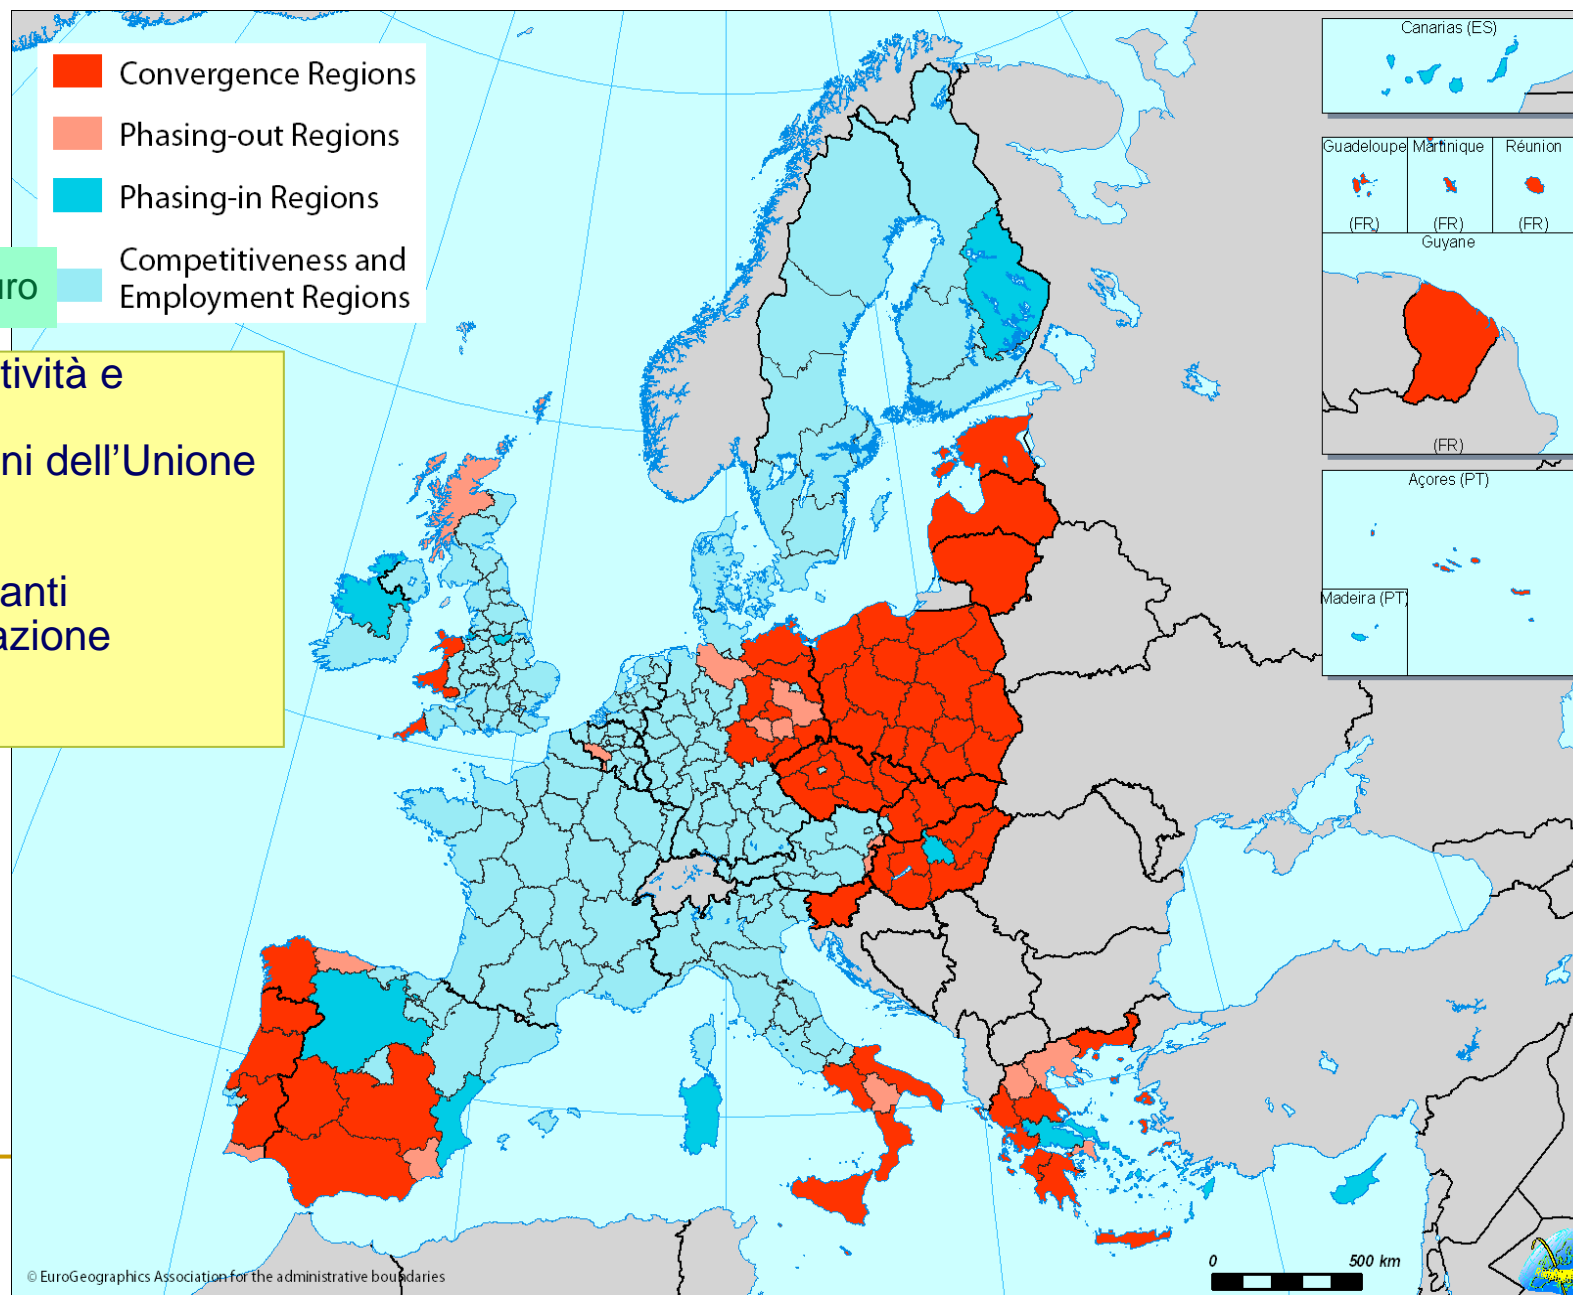 Convergence Regions
Phasing-out Regions
Phasing-in Regions
Competitiveness and
Employment Regions
uro
tività e
ni dell’Unione
anti
azione
Canarias (ES)
Guadeloupe
(FR)
Martinique
(FR)
Réunion
(FR)
Guyane
(FR)
Açores (PT)
Madeira (PT)
0 500 km
© EuroGeographics Association for the administrative boundaries